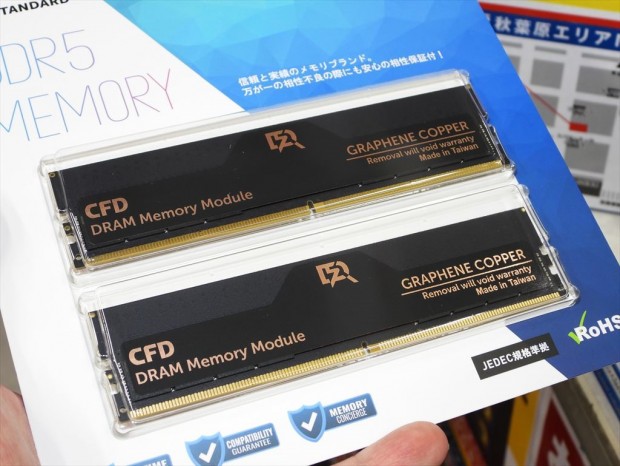 STANDARD
DDR5
MEMORY
信頼と実績のメモリブランド。
万が一の相性不良の際にも安心の相性保証付！
秋葉原エリア
CFD
DRAM Memory Module
GRAPHENE COPPER
Removal will void warranty
Made in Taiwan
CFD
DRAM Memory Module
GRAPHENE COPPER
Removal will void warranty
Made in Taiwan
RoHS
JEDEC規格準拠
COMPATIBILITY
GUARANTEE
MEMORY
CONCIERGE